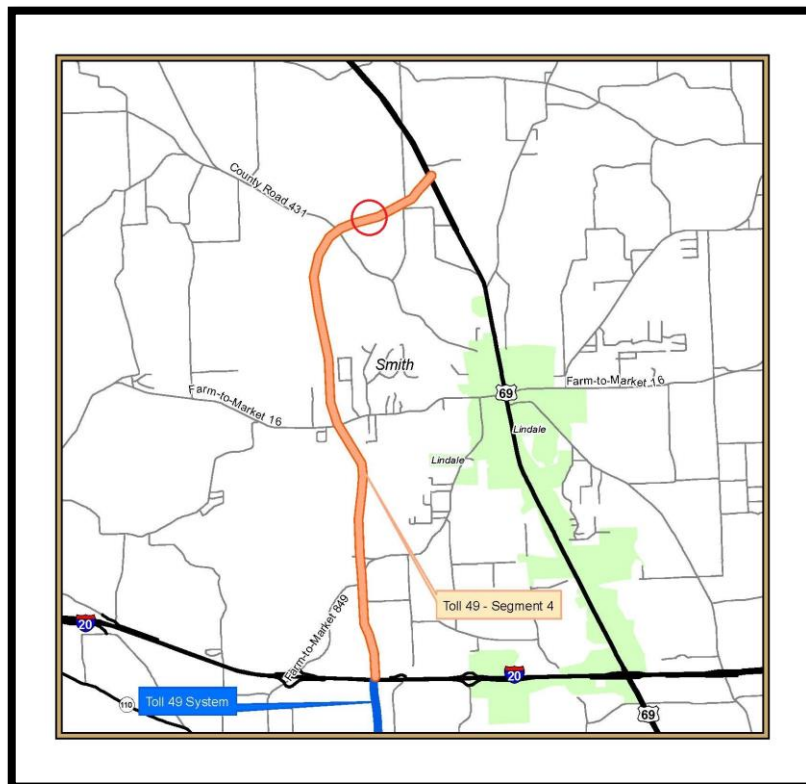 County Road 431
Smith
Farm-to-Market 16
69
Farm-to-Market 16
Lindale
Lindale
Toll 49 - Segment 4
Farm-to-Market 849
20
20
110
Toll 49 System
69